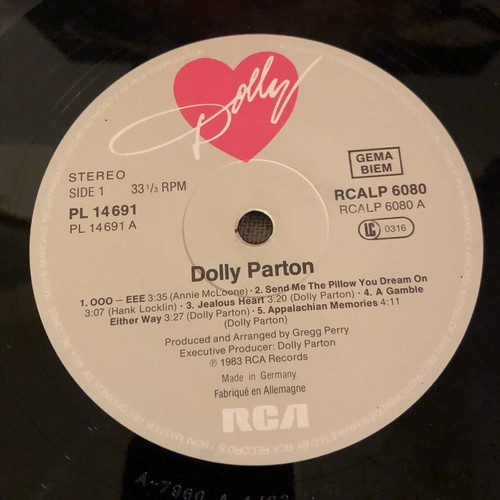 Dolly
STEREO
SIDE 1 33 1/3 RPM
PL 14691
PL 14691 A
GEMA
BIEM
RCALP 6080
RCALP 6080 A
LC 0316
Dolly Parton
1. OOO – EEE 3:35 (Annie McLoone) · 2. Send Me The Pillow You Dream On
3:07 (Hank Locklin) · 3. Jealous Heart 3:20 (Dolly Parton) · 4. A Gamble
Either Way 3:27 (Dolly Parton) · 5. Appalachian Memories 4:11
(Dolly Parton)
Produced and Arranged by Gregg Perry
Executive Producer: Dolly Parton
℗ 1983 RCA Records
Made in Germany.
Fabriqué en Allemagne
RCA